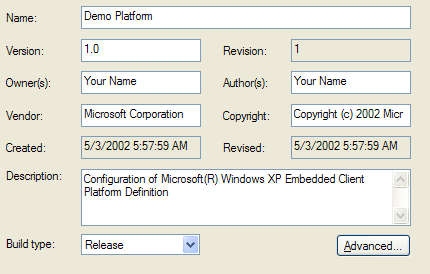 Name: Demo Platform
Version: 1.0 Revision: 1
Owner(s): Your Name Author(s): Your Name
Vendor: Microsoft Corporation Copyright: Copyright (c) 2002 Micr
Created: 5/3/2002 5:57:59 AM Revised: 5/3/2002 5:57:59 AM
Description: Configuration of Microsoft(R) Windows XP Embedded Client
Platform Definition
Build type: Release Advanced...